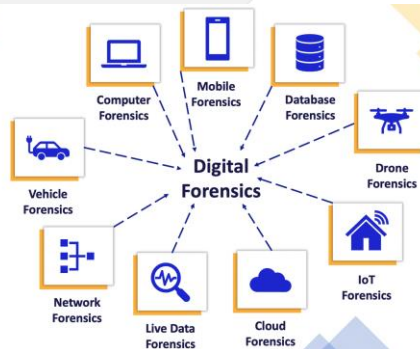 Computer
Forensics
Mobile
Forensics
Database
Forensics
Drone
Forensics
Digital
Forensics
Vehicle
Forensics
IoT
Forensics
Network
Forensics
Live Data
Forensics
Cloud
Forensics